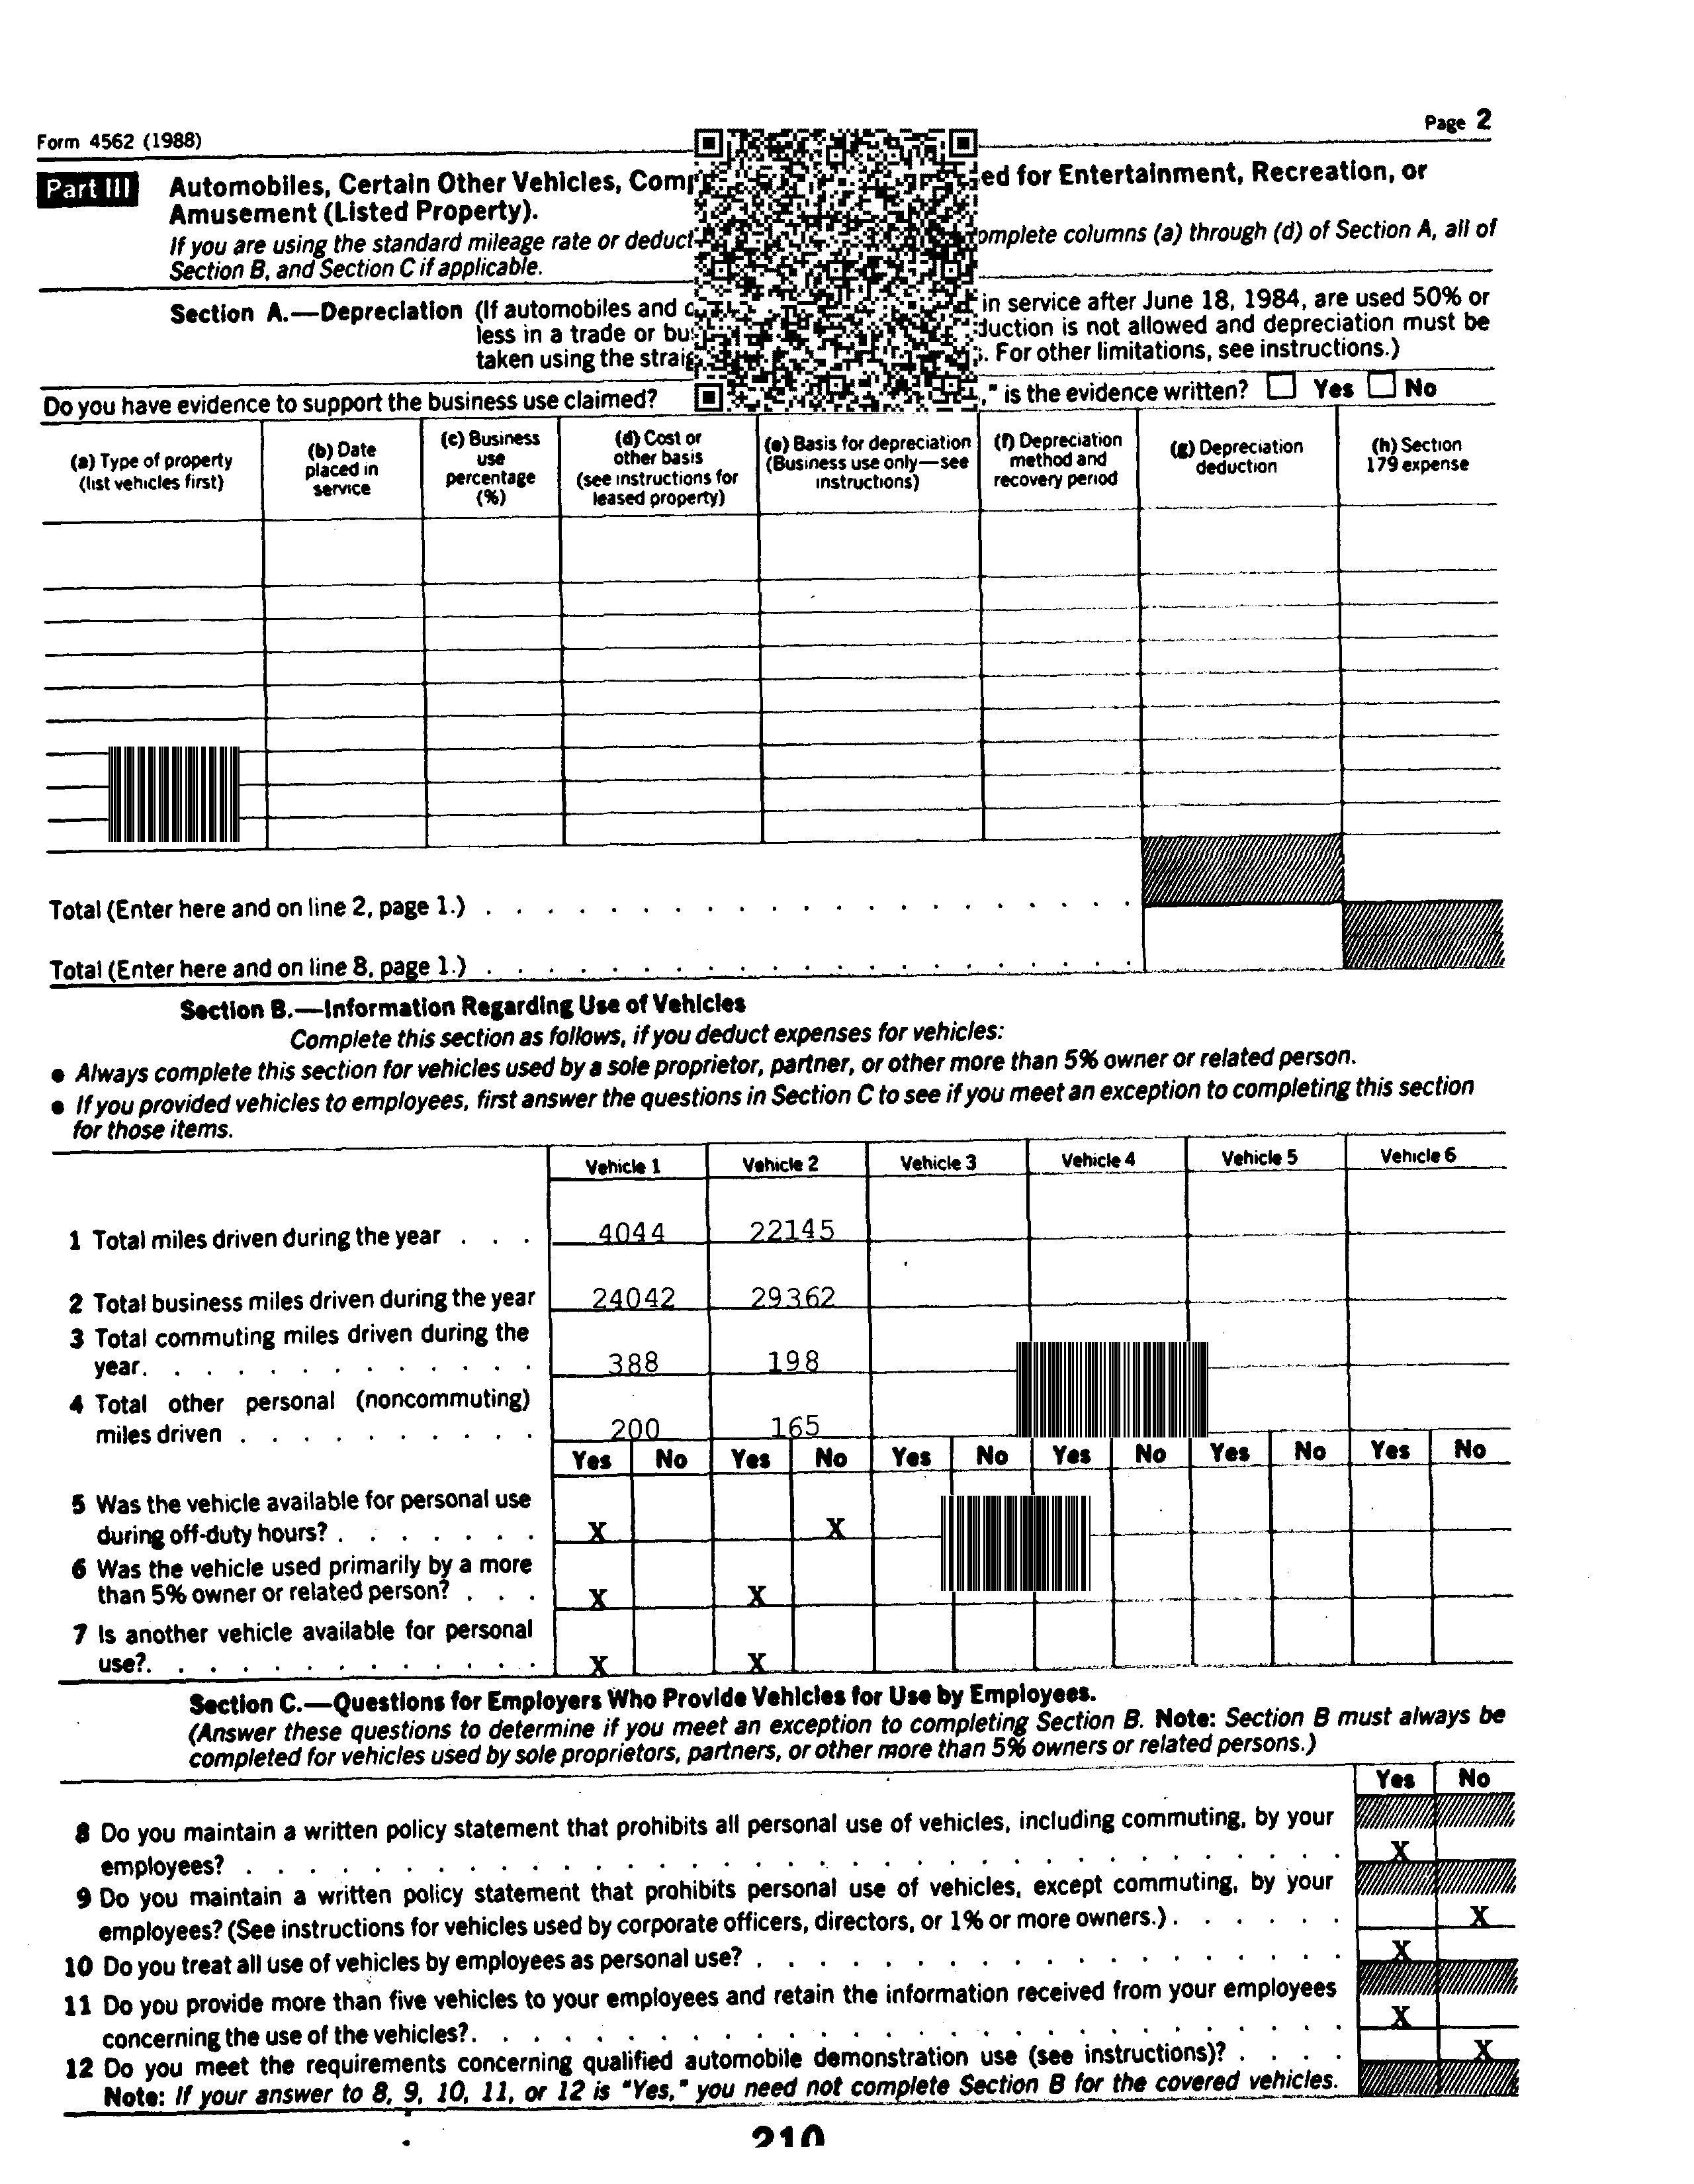 Form 4562 (1988)
Page 2
Part III Automobiles, Certain Other Vehicles, ed for Entertainment, Recreation, or
Amusement (Listed Property).
If you are using the standard mileage rate or omplete columns (a) through (d) of Section A, all of
Section B, and Section C if applicable.
Section A.—Depreciation (If automobiles and in service after June 18, 1984, are used 50% or
less in a trade or duction is not allowed and depreciation must be
taken using the For other limitations, see instructions.)
Do you have evidence to support the business use claimed? ," is the evidence written? Yes No
(a) Type of property
(list vehicles first)
(b) Date
placed in
service
(c) Business
use
percentage
(%)
(d) Cost or
other basis
(see instructions for
leased property)
(e) Basis for depreciation
(Business use only—see
instructions)
(f) Depreciation
method and
recovery period
(g) Depreciation
deduction
(h) Section
179 expense
Total (Enter here and on line 2, page 1.)
Total (Enter here and on line 8, page 1.)
Section B.—Information Regarding Use of Vehicles
Complete this section as follows, if you deduct expenses for vehicles:
● Always complete this section for vehicles used by a sole proprietor, partner, or other more than 5% owner or related person.
● If you provided vehicles to employees, first answer the questions in Section C to see if you meet an exception to completing this section
for those items.
Vehicle 1 Vehicle 2 Vehicle 3 Vehicle 4 Vehicle 5 Vehicle 6
1 Total miles driven during the year . . . 4044 22145
2 Total business miles driven during the year 24042 29362
3 Total commuting miles driven during the
year. . . . . . . . . . . . . 388 198
4 Total other personal (noncommuting)
miles driven . . . . . . . . . . 200 165
Yes No Yes No Yes No Yes No Yes No Yes No
5 Was the vehicle available for personal use
during off-duty hours? . . . . . . . X X
6 Was the vehicle used primarily by a more
than 5% owner or related person? . . . X X
7 Is another vehicle available for personal
use?. . . . . . . . . . . . . X X
Section C.—Questions for Employers Who Provide Vehicles for Use by Employees.
(Answer these questions to determine if you meet an exception to completing Section B. Note: Section B must always be
completed for vehicles used by sole proprietors, partners, or other more than 5% owners or related persons.)
Yes No
8 Do you maintain a written policy statement that prohibits all personal use of vehicles, including commuting, by your
employees? X
9 Do you maintain a written policy statement that prohibits personal use of vehicles, except commuting, by your
employees? (See instructions for vehicles used by corporate officers, directors, or 1% or more owners.) . . . . . . X
10 Do you treat all use of vehicles by employees as personal use? X
11 Do you provide more than five vehicles to your employees and retain the information received from your employees
concerning the use of the vehicles?. X
12 Do you meet the requirements concerning qualified automobile demonstration use (see instructions)? . . . . X
Note: If your answer to 8, 9, 10, 11, or 12 is "Yes," you need not complete Section B for the covered vehicles.
210